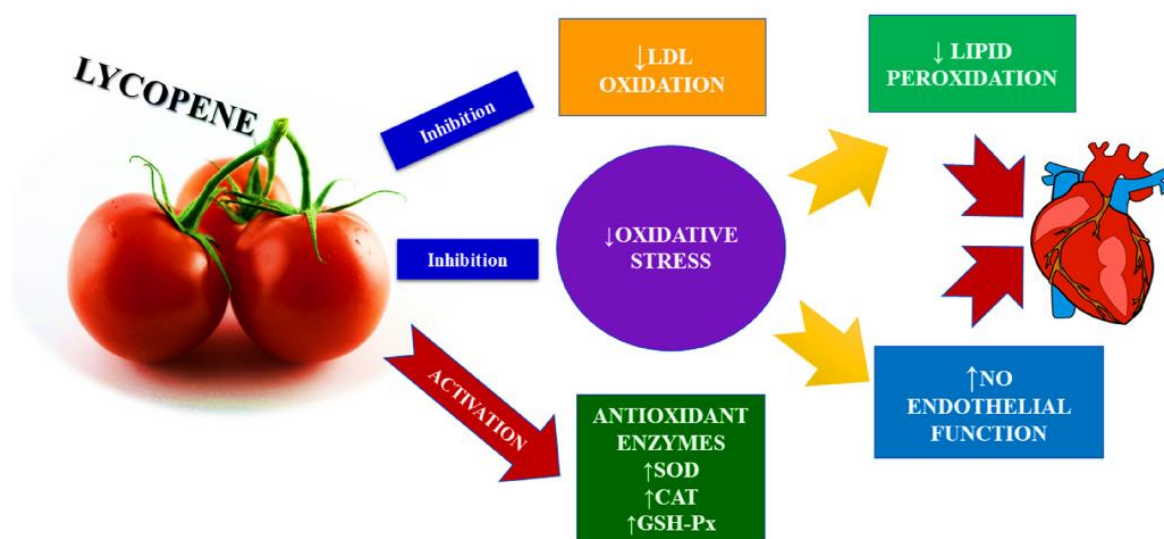 LYCOPENE
Inhibition
↓LDL
OXIDATION
↓ LIPID
PEROXIDATION
Inhibition
↓OXIDATIVE
STRESS
ACTIVATION
ANTIOXIDANT
ENZYMES
↑SOD
↑CAT
↑GSH-Px
↑NO
ENDOTHELIAL
FUNCTION